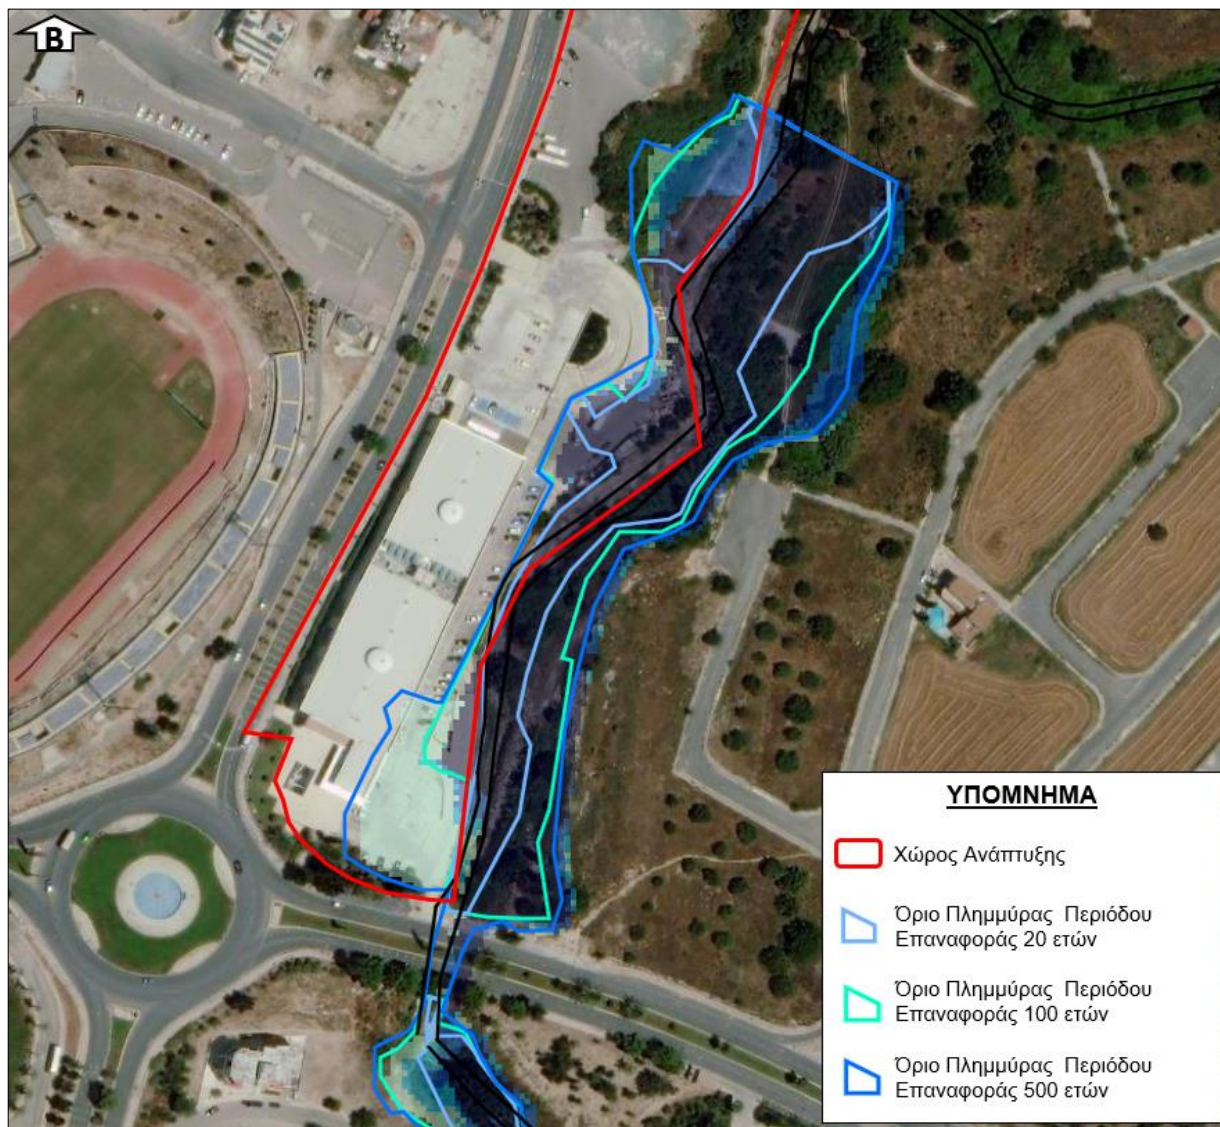 Β
ΥΠΟΜΝΗΜΑ
Χώρος Ανάπτυξης
Όριο Πλημμύρας Περιόδου
Επαναφοράς 20 ετών
Όριο Πλημμύρας Περιόδου
Επαναφοράς 100 ετών
Όριο Πλημμύρας Περιόδου
Επαναφοράς 500 ετών